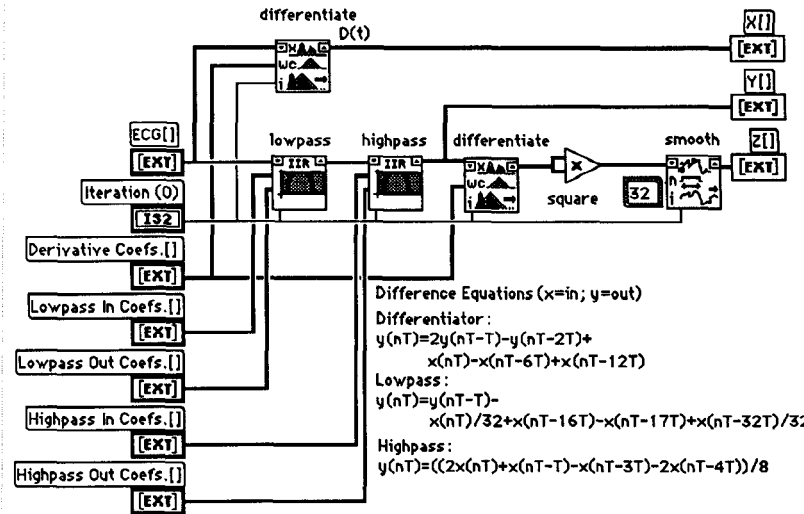 differentiate
D(t)
X[]
[EXT]
Y[]
[EXT]
ECG[]
[EXT]
lowpass
highpass
differentiate
smooth
Z[]
[EXT]
X
WC
i
IIR
IIR
X
WC
i
X
square
32
n
i
Iteration (0)
I32
Derivative Coefs.[]
[EXT]
Lowpass In Coefs.[]
[EXT]
Lowpass Out Coefs.[]
[EXT]
Highpass In Coefs.[]
[EXT]
Highpass Out Coefs.[]
[EXT]
Difference Equations (x=in; y=out)
Differentiator:
y(nT)=2y(nT-T)-y(nT-2T)+
x(nT)-x(nT-6T)+x(nT-12T)
Lowpass:
y(nT)=y(nT-T)-
x(nT)/32+x(nT-16T)-x(nT-17T)+x(nT-32T)/32
Highpass:
y(nT)=((2x(nT)+x(nT-T)-x(nT-3T)-2x(nT-4T))/8